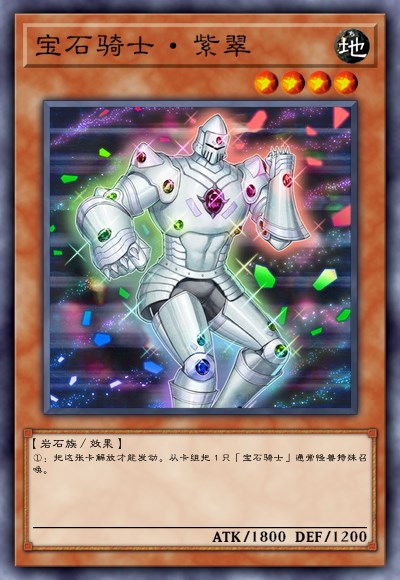 宝石骑士·紫翠
地
【岩石族／效果】
①：把这张卡解放才能发动。从卡组把１只「宝石骑士」通常怪兽特殊召
唤。
ATK/1800 DEF/1200